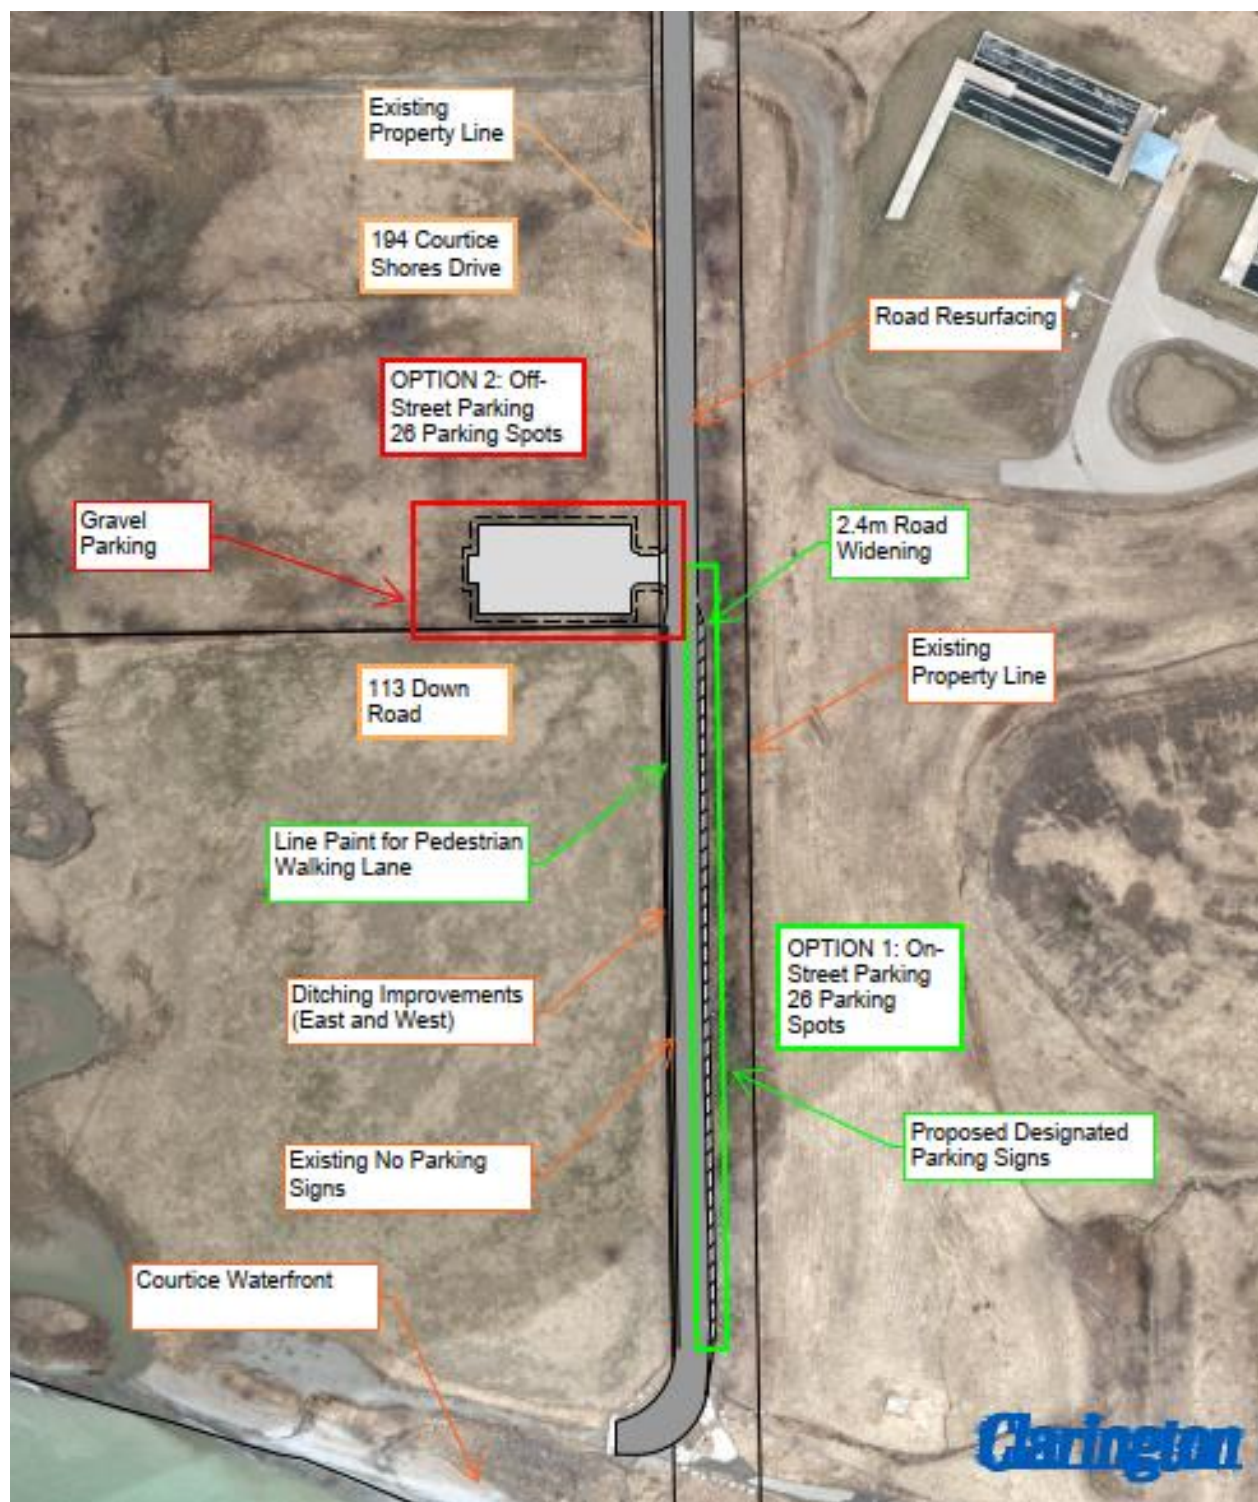 Existing
Property Line
194 Courtice
Shores Drive
Road Resurfacing
OPTION 2: Off-
Street Parking
26 Parking Spots
Gravel
Parking
2.4m Road
Widening
Existing
Property Line
113 Down
Road
Line Paint for Pedestrian
Walking Lane
OPTION 1: On-
Street Parking
26 Parking
Spots
Ditching Improvements
(East and West)
Proposed Designated
Parking Signs
Existing No Parking
Signs
Courtice Waterfront
Clarington